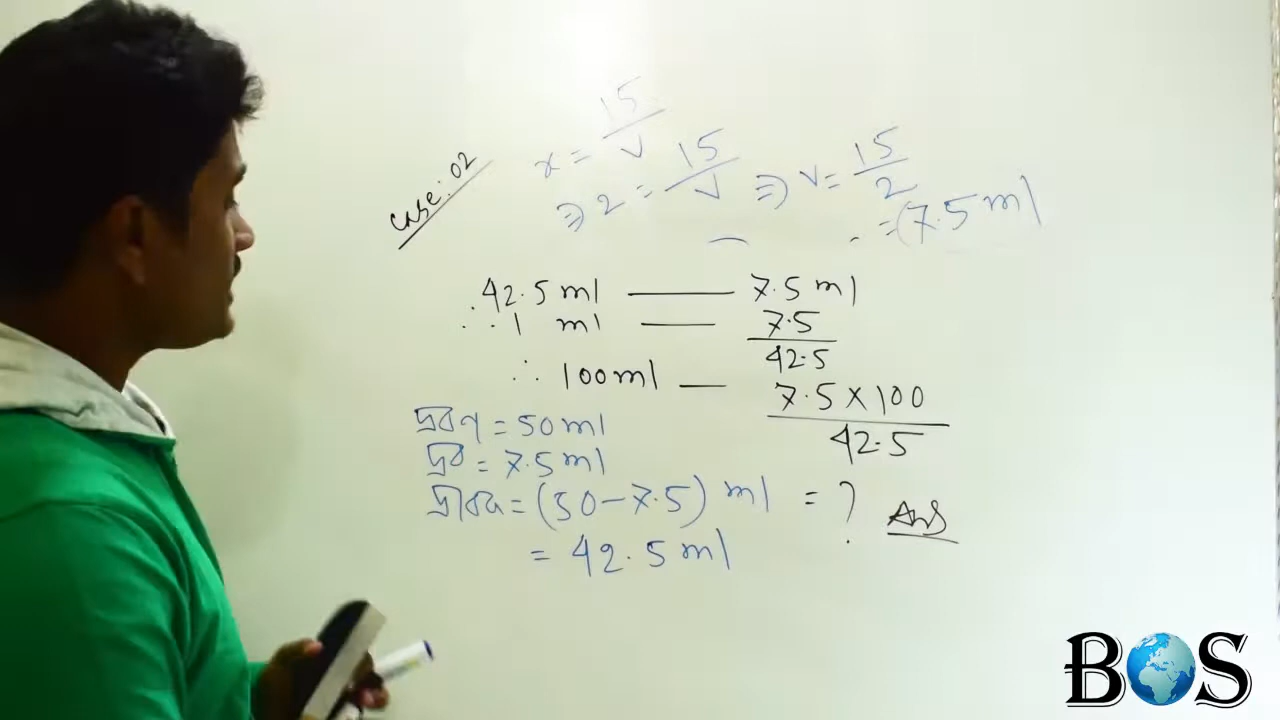 Case: 02
x = 15/V
⇒ 2 = 15/V ⇒ V = 15/2
= (7.5 ml
42.5 ml —— 7.5 ml
∴ 1 ml —— 7.5/42.5
∴ 100 ml — 7.5 × 100/42.5
দ্রবণ = 50 ml
দ্রব = 7.5 ml
দ্রাবক = (50 – 7.5) ml = ? Ans
= 42.5 ml
BOS